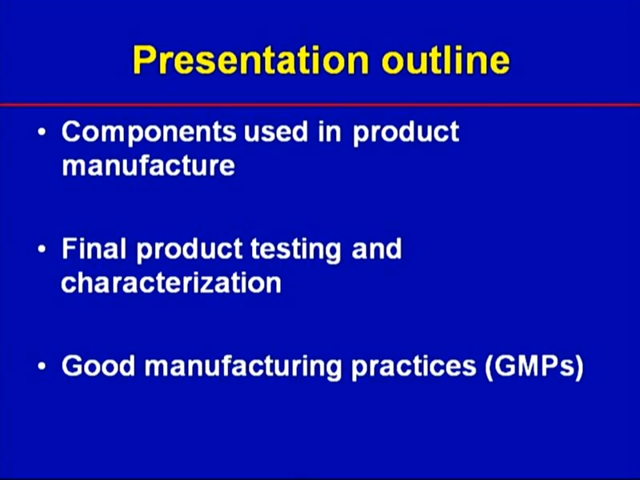 Presentation outline
• Components used in product
manufacture
• Final product testing and
characterization
• Good manufacturing practices (GMPs)